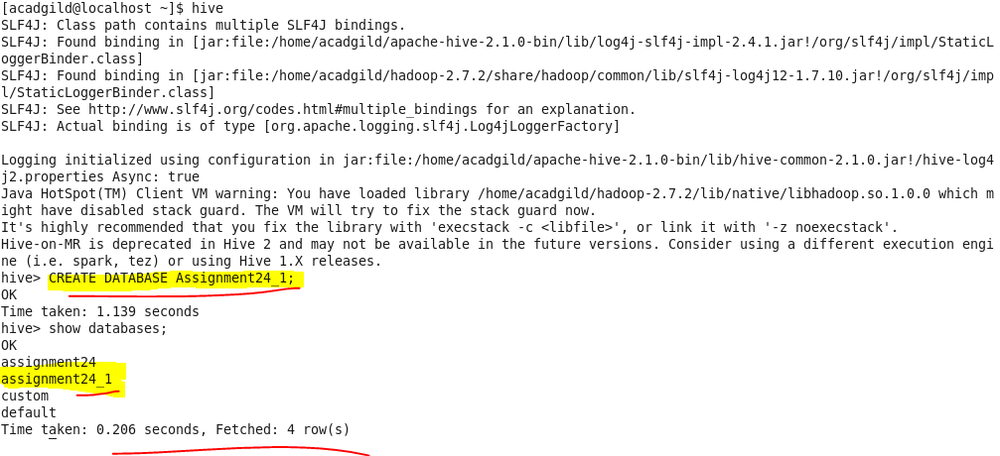 [acadgild@localhost ~]$ hive
SLF4J: Class path contains multiple SLF4J bindings.
SLF4J: Found binding in [jar:file:/home/acadgild/apache-hive-2.1.0-bin/lib/log4j-slf4j-impl-2.4.1.jar!/org/slf4j/impl/StaticL
oggerBinder.class]
SLF4J: Found binding in [jar:file:/home/acadgild/hadoop-2.7.2/share/hadoop/common/lib/slf4j-log4j12-1.7.10.jar!/org/slf4j/imp
l/StaticLoggerBinder.class]
SLF4J: See http://www.slf4j.org/codes.html#multiple_bindings for an explanation.
SLF4J: Actual binding is of type [org.apache.logging.slf4j.Log4jLoggerFactory]

Logging initialized using configuration in jar:file:/home/acadgild/apache-hive-2.1.0-bin/lib/hive-common-2.1.0.jar!/hive-log4
j2.properties Async: true
Java HotSpot(TM) Client VM warning: You have loaded library /home/acadgild/hadoop-2.7.2/lib/native/libhadoop.so.1.0.0 which m
ight have disabled stack guard. The VM will try to fix the stack guard now.
It's highly recommended that you fix the library with 'execstack -c <libfile>', or link it with '-z noexecstack'.
Hive-on-MR is deprecated in Hive 2 and may not be available in the future versions. Consider using a different execution engi
ne (i.e. spark, tez) or using Hive 1.X releases.
hive> CREATE DATABASE Assignment24_1;
OK
Time taken: 1.139 seconds
hive> show databases;
OK
assignment24
assignment24_1
custom
default
Time taken: 0.206 seconds, Fetched: 4 row(s)